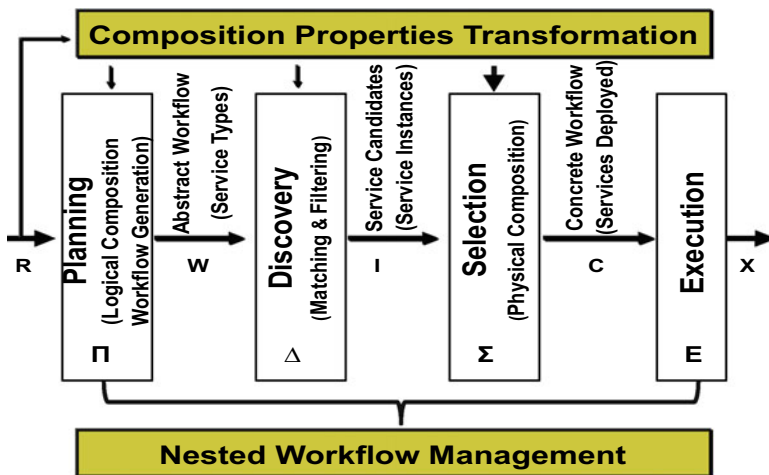 Composition Properties Transformation
Planning
(Logical Composition
Workflow Generation)
Π
Abstract Workflow
(Service Types)
Discovery
(Matching & Filtering)
Δ
Service Candidates
(Service Instances)
Selection
(Physical Composition)
Σ
Concrete Workflow
(Services Deployed)
Execution
E
R
W
I
C
X
Nested Workflow Management